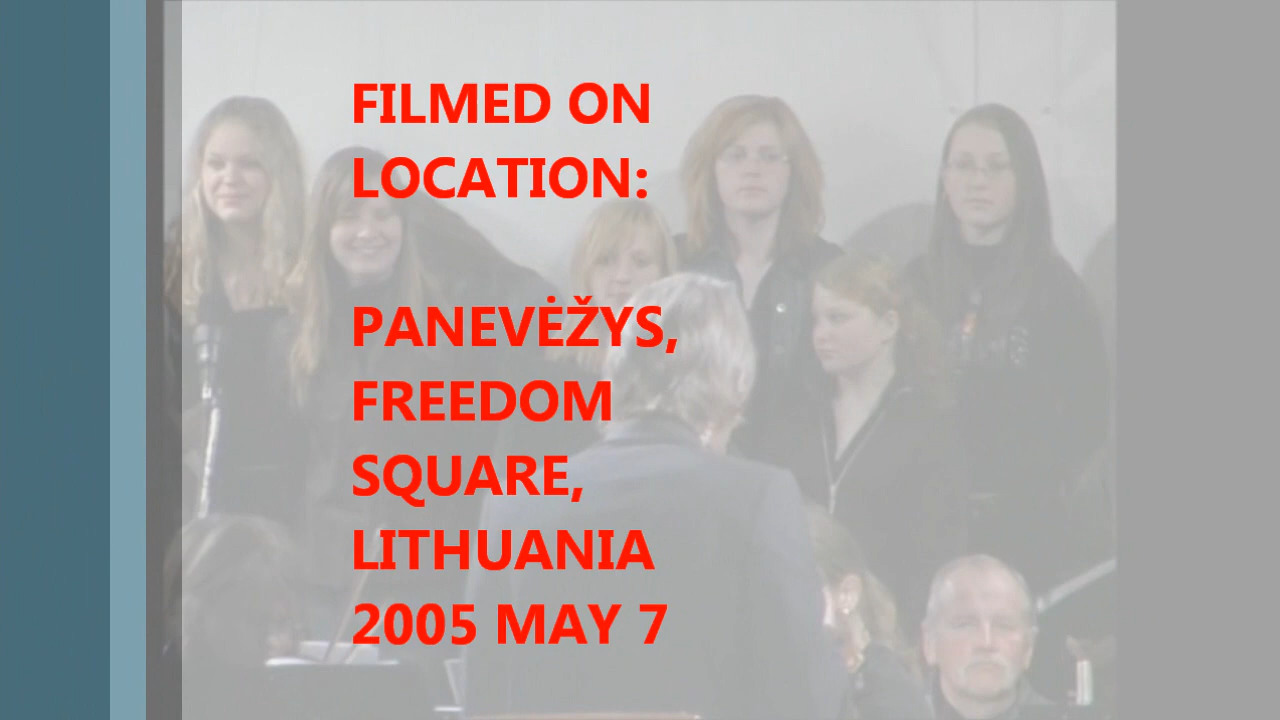 FILMED ON
LOCATION:
PANEVĖŽYS,
FREEDOM
SQUARE,
LITHUANIA
2005 MAY 7